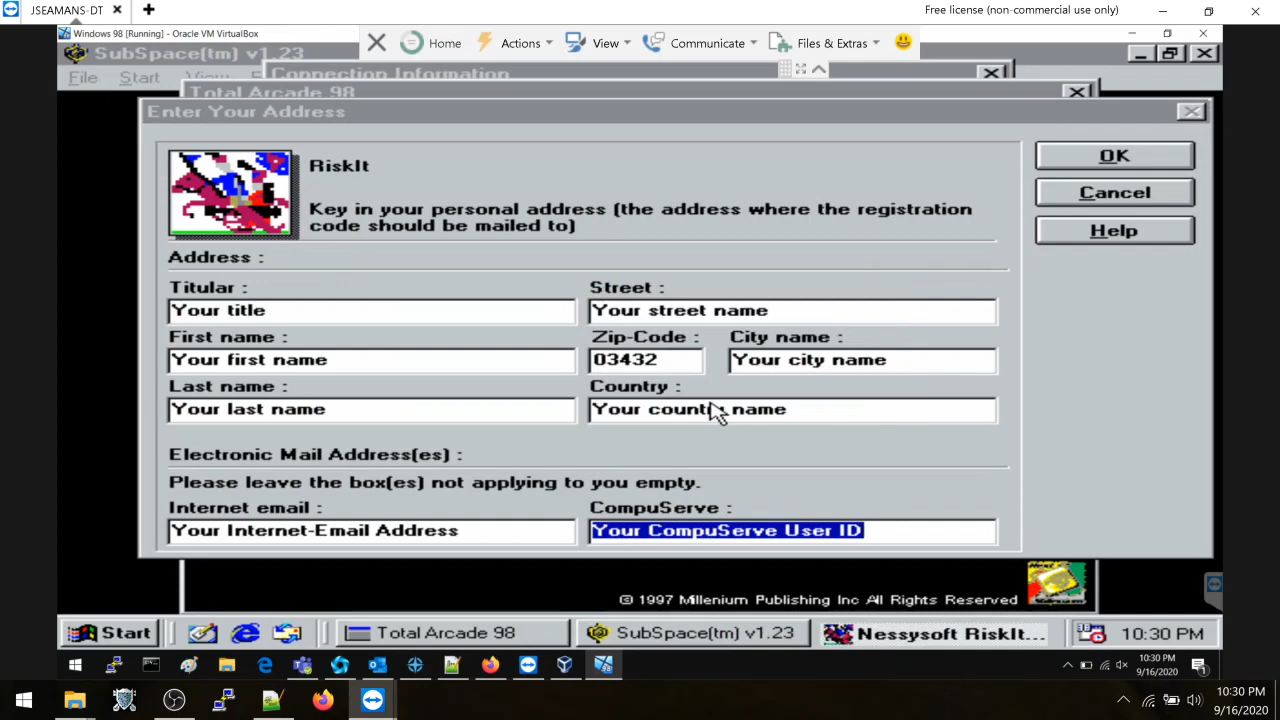 JSEAMANS-DT
Free license (non-commercial use only)
Windows 98 [Running] - Oracle VM VirtualBox
Home
Actions
View
Communicate
Files & Extras
SubSpace(tm) v1.23
File Start View
Connection Information
Total Arcade 98
Enter Your Address
RiskIt
Key in your personal address (the address where the registration
code should be mailed to)
OK
Cancel
Help
Address :
Titular :
Street :
Your title
Your street name
First name :
Zip-Code :
City name :
Your first name
03432
Your city name
Last name :
Country :
Your last name
Your country name
Electronic Mail Address(es) :
Please leave the box(es) not applying to you empty.
Internet email :
CompuServe :
Your Internet-Email Address
Your CompuServe User ID
© 1997 Millenium Publishing Inc All Rights Reserved
Start
Total Arcade 98
SubSpace(tm) v1.23
Nessysoft RiskIt...
10:30 PM
10:30 PM
9/16/2020
10:30 PM
9/16/2020